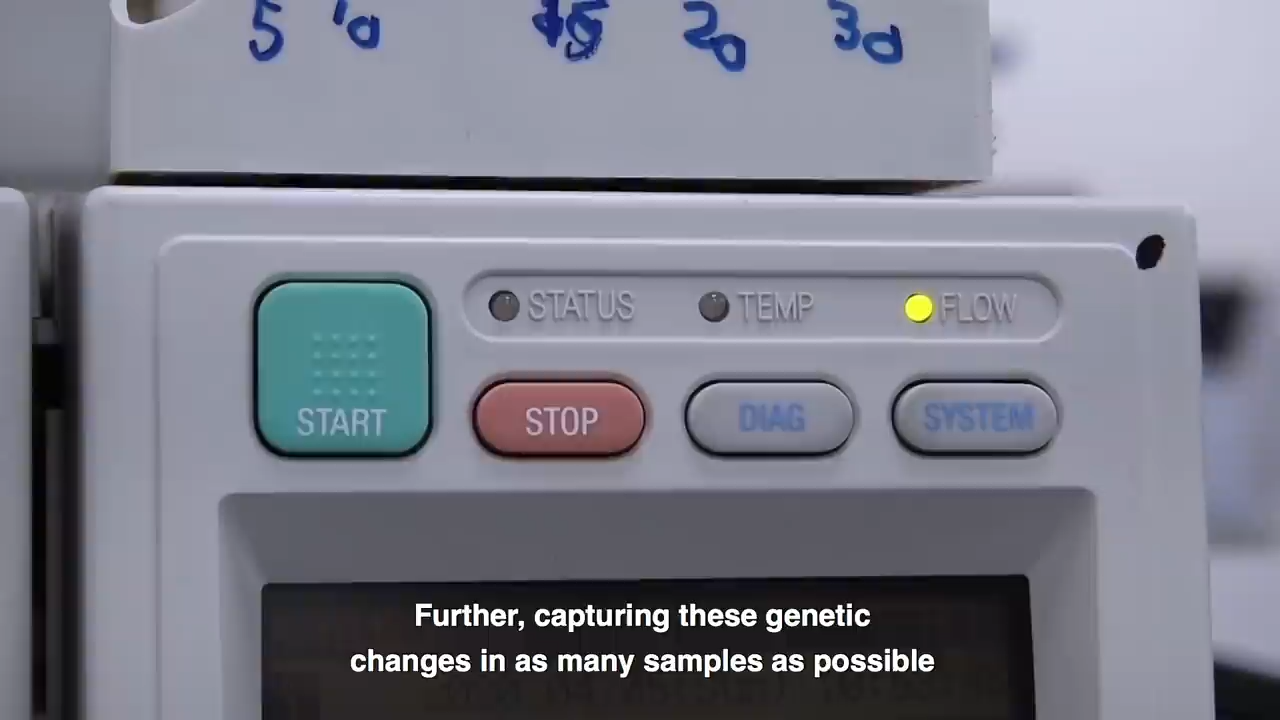 5 10 15 20 30
STATUS TEMP FLOW
START STOP DIAG SYSTEM
Further, capturing these genetic
changes in as many samples as possible